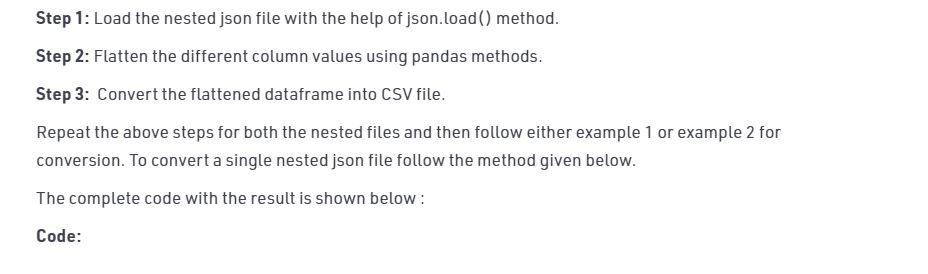 Step 1: Load the nested json file with the help of json.load() method.
Step 2: Flatten the different column values using pandas methods.
Step 3: Convert the flattened dataframe into CSV file.
Repeat the above steps for both the nested files and then follow either example 1 or example 2 for
conversion. To convert a single nested json file follow the method given below.
The complete code with the result is shown below :
Code: